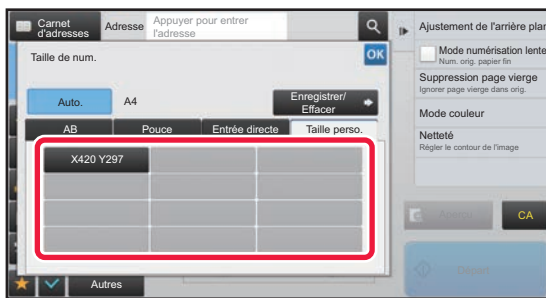 Carnet
d'adresses
Adresse
Appuyer pour entrer
l'adresse
Taille de num.
OK
Auto.
A4
Enregistrer/
Effacer
AB
Pouce
Entrée directe
Taille perso.
X420 Y297
Autres
Ajustement de l'arrière plan
Mode numérisation lente
Num. orig. papier fin
Suppression page vierge
Ignorer page vierge dans orig.
Mode couleur
Netteté
Régler le contour de l'image
CA
Départ